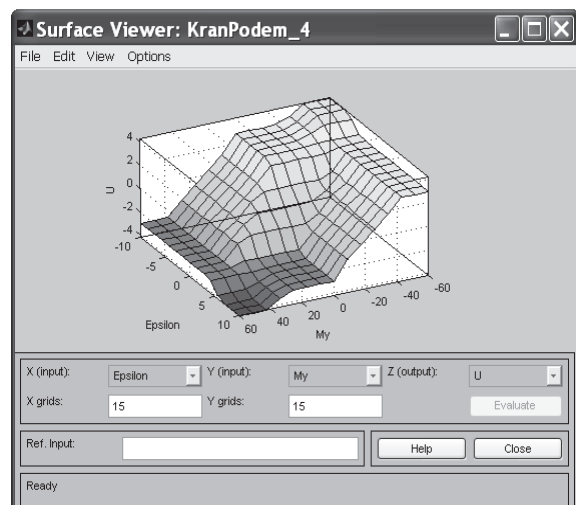 Surface Viewer: KranPodem_4
File Edit View Options
4
2
0
-2
-4
U
-10
-5
0
5
10
Epsilon
60
40
20
0
-20
-40
-60
My
X (input): Epsilon Y (input): My Z (output): U
X grids: 15 Y grids: 15 Evaluate
Ref. Input: Help Close
Ready